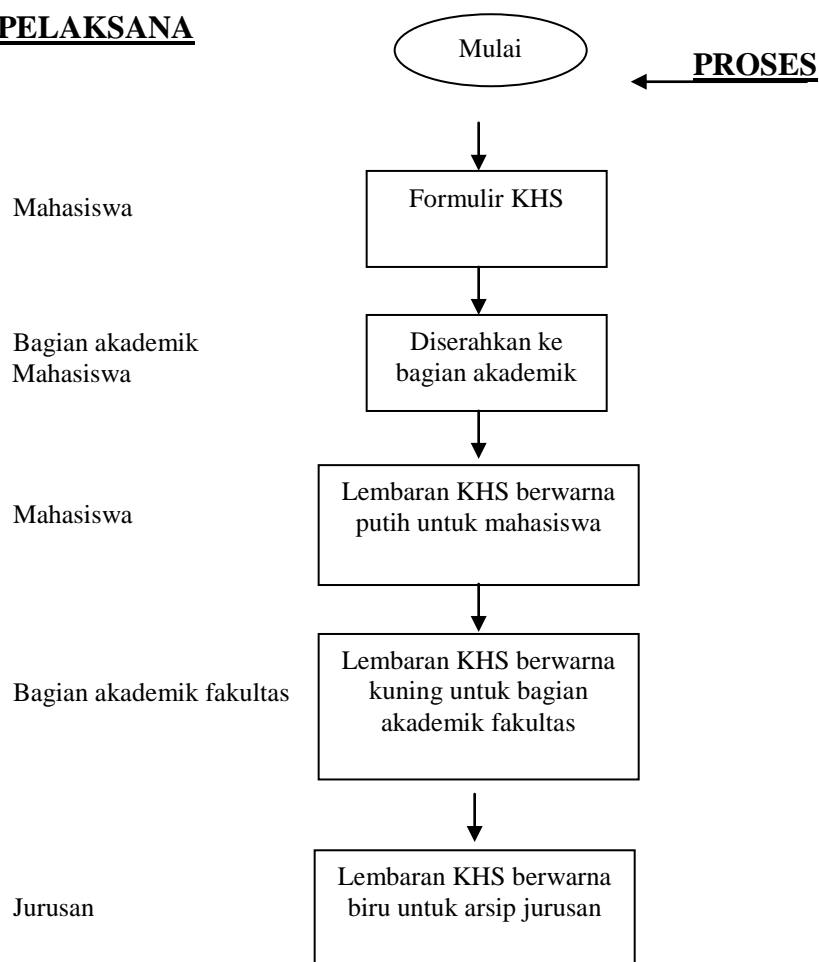 PELAKSANA
Mulai
PROSES
Mahasiswa
Formulir KHS
Bagian akademik
Mahasiswa
Diserahkan ke
bagian akademik
Mahasiswa
Lembaran KHS berwarna
putih untuk mahasiswa
Bagian akademik fakultas
Lembaran KHS berwarna
kuning untuk bagian
akademik fakultas
Jurusan
Lembaran KHS berwarna
biru untuk arsip jurusan